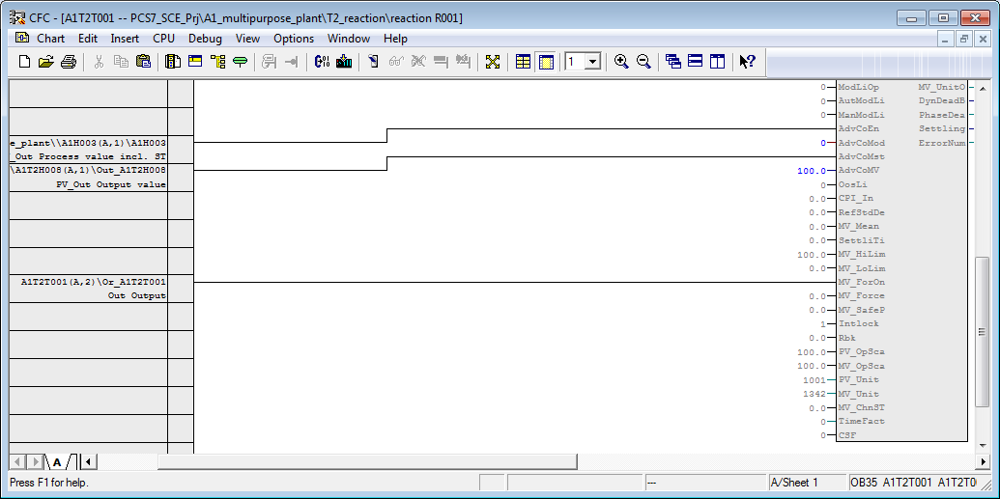 CFC - [A1T2T001 -- PCS7_SCE_Prj\A1_multipurpose_plant\T2_reaction\reaction R001]
Chart Edit Insert CPU Debug View Options Window Help
1
0 ModLiOp MV_UnitO
0 AutModLi DynDeadB
0 ManModLi PhaseDea
AdvCoEn Settling
e_plant\\A1H003(A,1)\A1H003 0 AdvCoMod ErrorNum
_Out Process value incl. ST AdvCoMst
\A1T2H008(A,1)\Out_A1T2H008 100.0 AdvCoMV
PV_Out Output value 0 OosLi
0.0 CPI_In
0.0 RefStdDe
0.0 MV_Mean
0.0 SettliTi
100.0 MV_HiLim
0.0 MV_LoLim
A1T2T001(A,2)\Or_A1T2T001 MV_ForOn
Out Output 0.0 MV_Force
0.0 MV_SafeP
1 Intlock
0.0 Rbk
100.0 PV_OpSca
100.0 MV_OpSca
1001 PV_Unit
1342 MV_Unit
0.0 MV_ChnST
0 TimeFact
0 CSF
A
Press F1 for help. --- A/Sheet 1 OB35 A1T2T001 A1T2T0